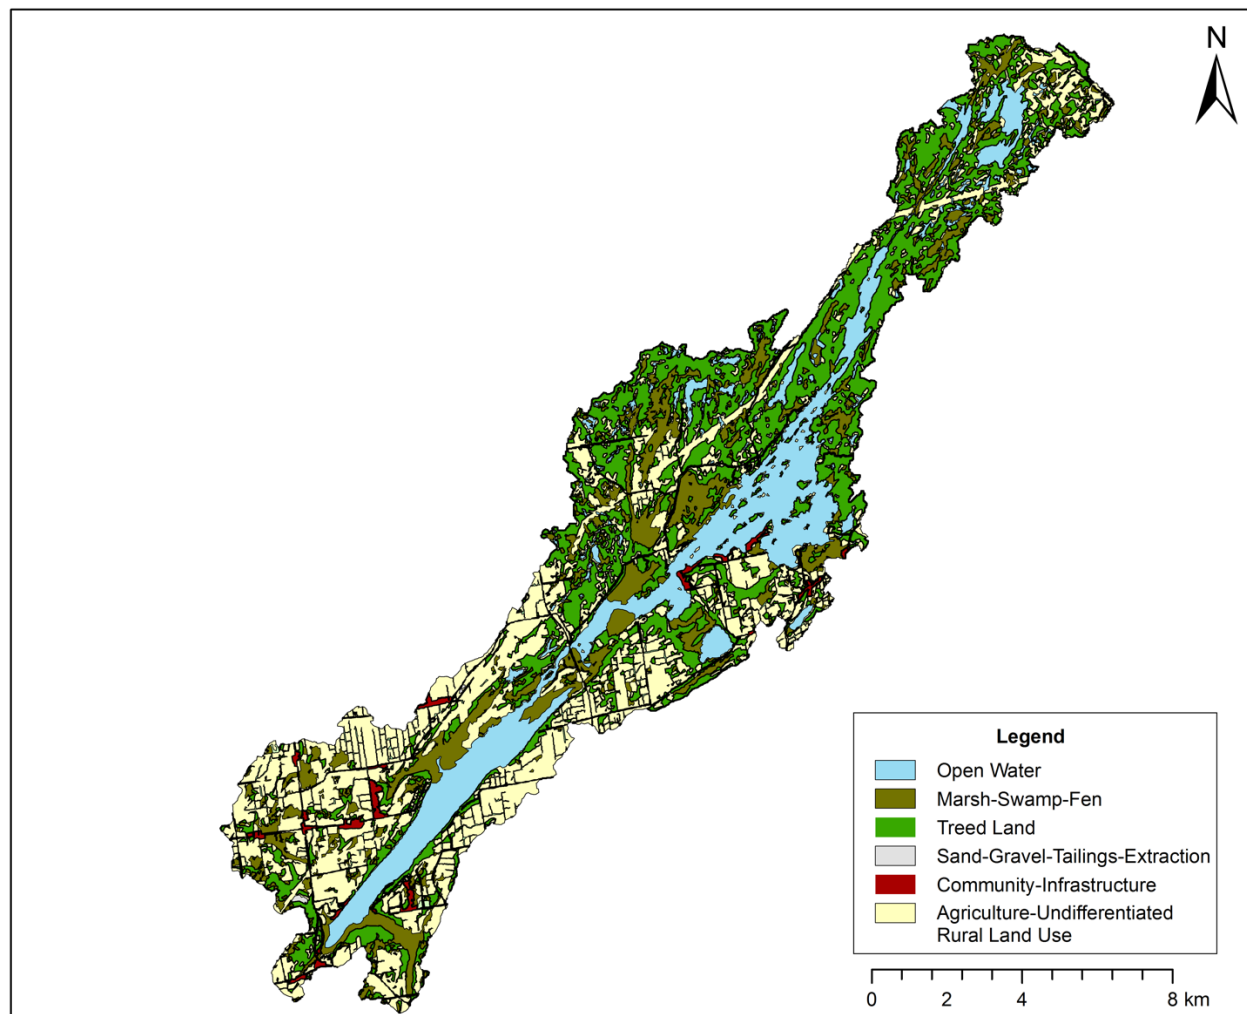 N
Legend
Open Water
Marsh-Swamp-Fen
Treed Land
Sand-Gravel-Tailings-Extraction
Community-Infrastructure
Agriculture-Undifferentiated
Rural Land Use
0 2 4 8 km